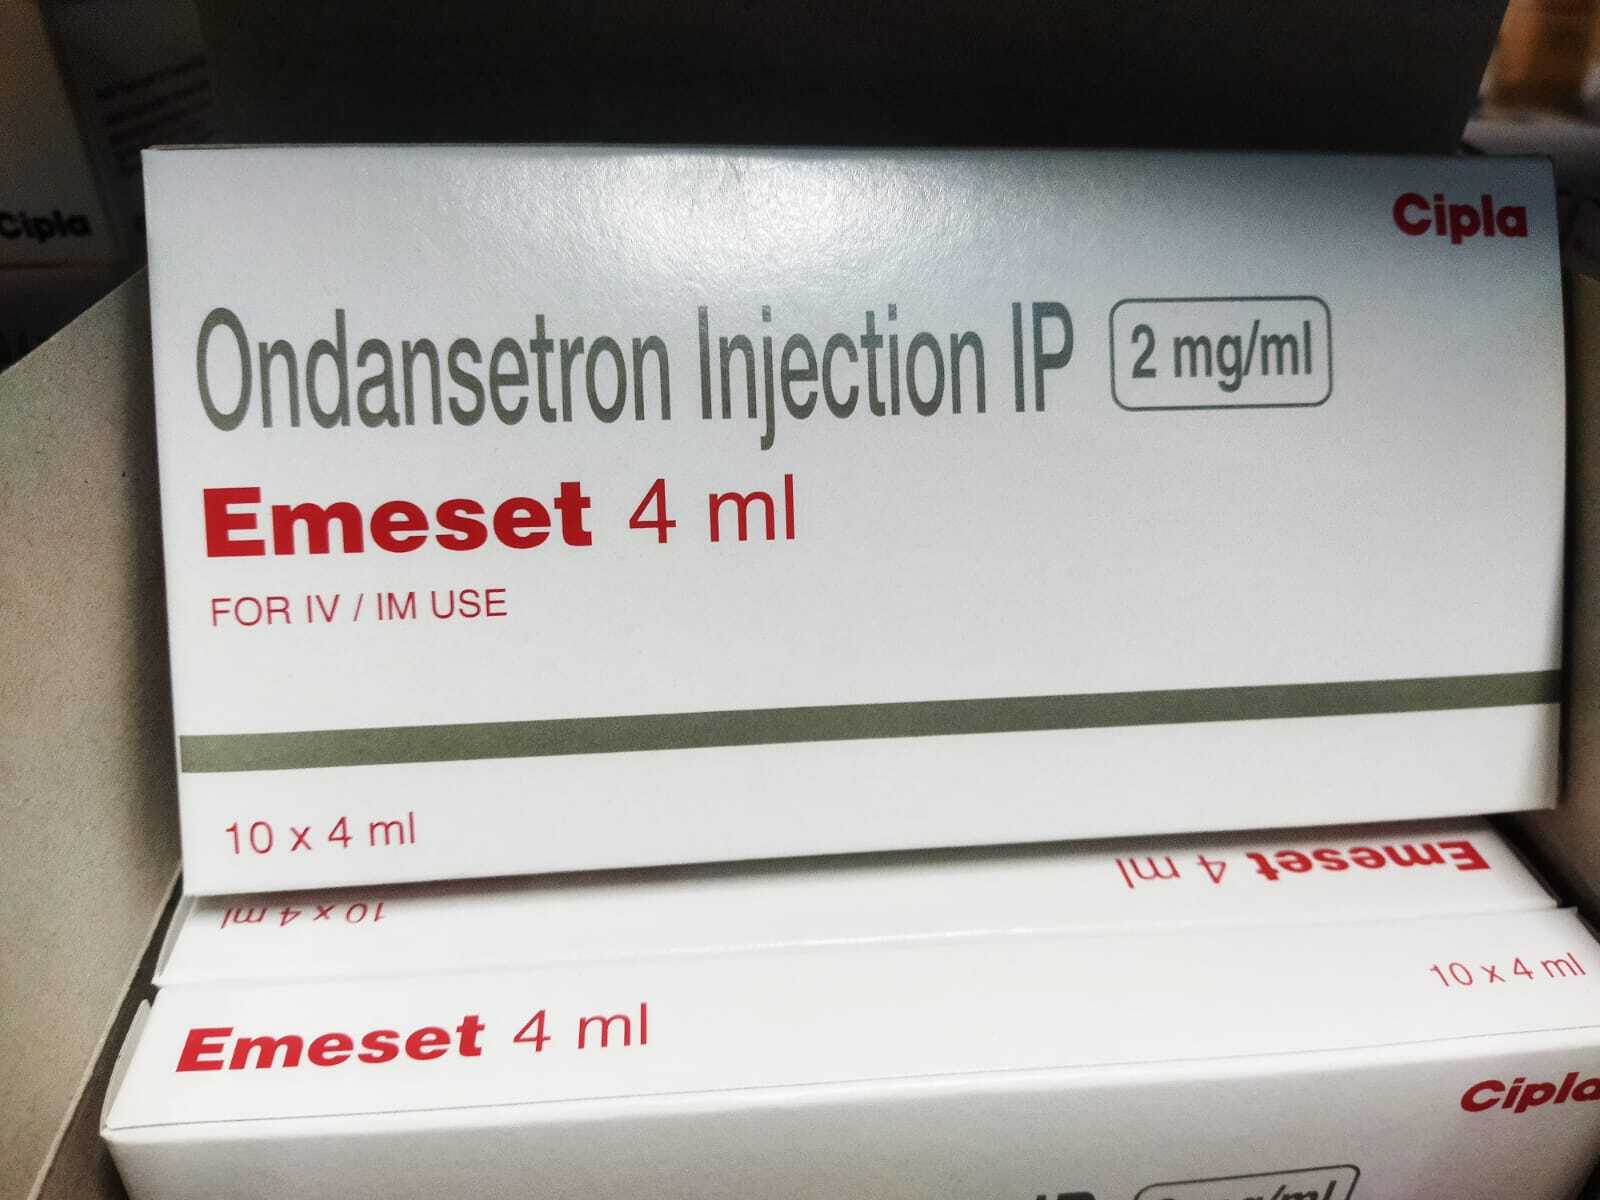 Cipla
Cipla
Ondansetron Injection IP 2 mg/ml
Emeset 4 ml
FOR IV / IM USE
10 x 4 ml
Emeset 4 ml
10 x 4 ml
10 x 4 ml
Emeset 4 ml
Cipla